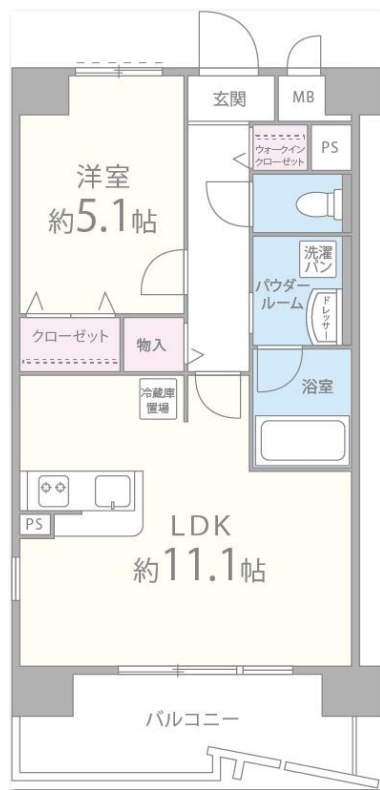 玄関
MB
洋室
約5.1帖
ウォークイン
クローゼット
PS
洗濯
パン
パウダー
ルーム
ドレッサー
クローゼット
物入
冷蔵庫
置場
浴室
PS
LDK
約11.1帖
バルコニー